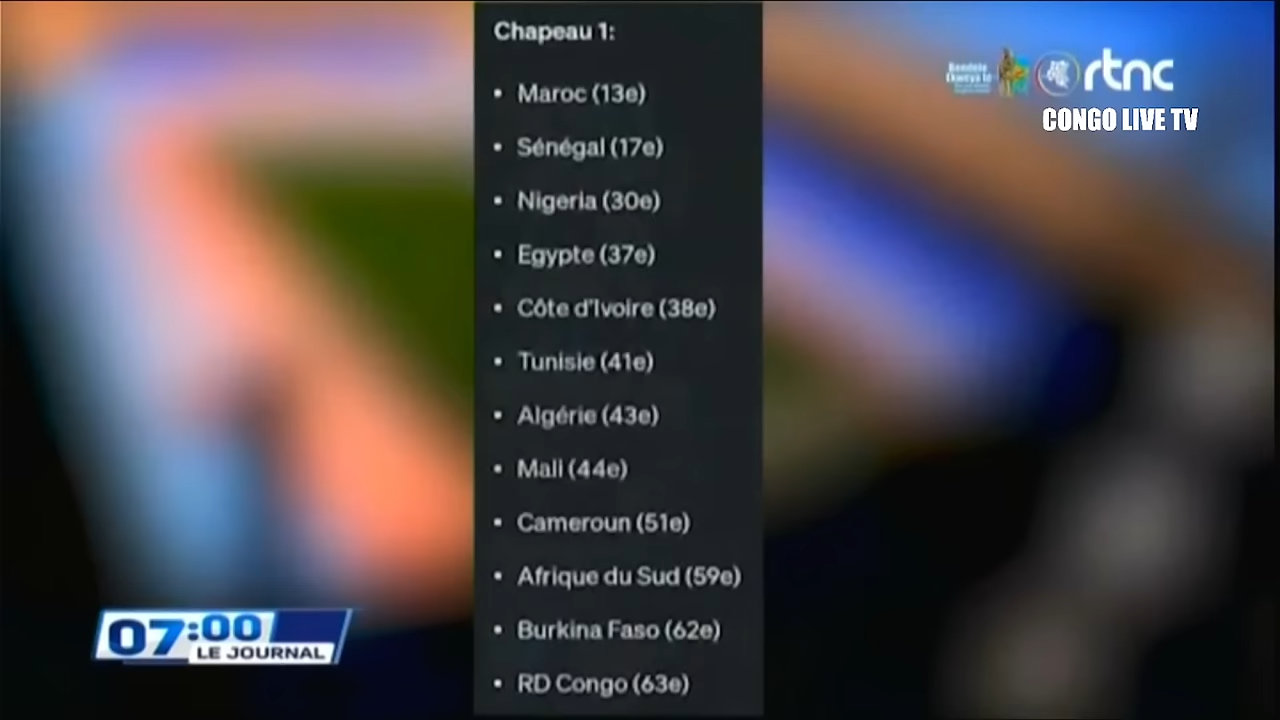 Chapeau 1:
• Maroc (13e)
• Sénégal (17e)
• Nigeria (30e)
• Egypte (37e)
• Côte d'Ivoire (38e)
• Tunisie (41e)
• Algérie (43e)
• Mali (44e)
• Cameroun (51e)
• Afrique du Sud (59e)
• Burkina Faso (62e)
• RD Congo (63e)
rtnc
CONGO LIVE TV
07:00
LE JOURNAL